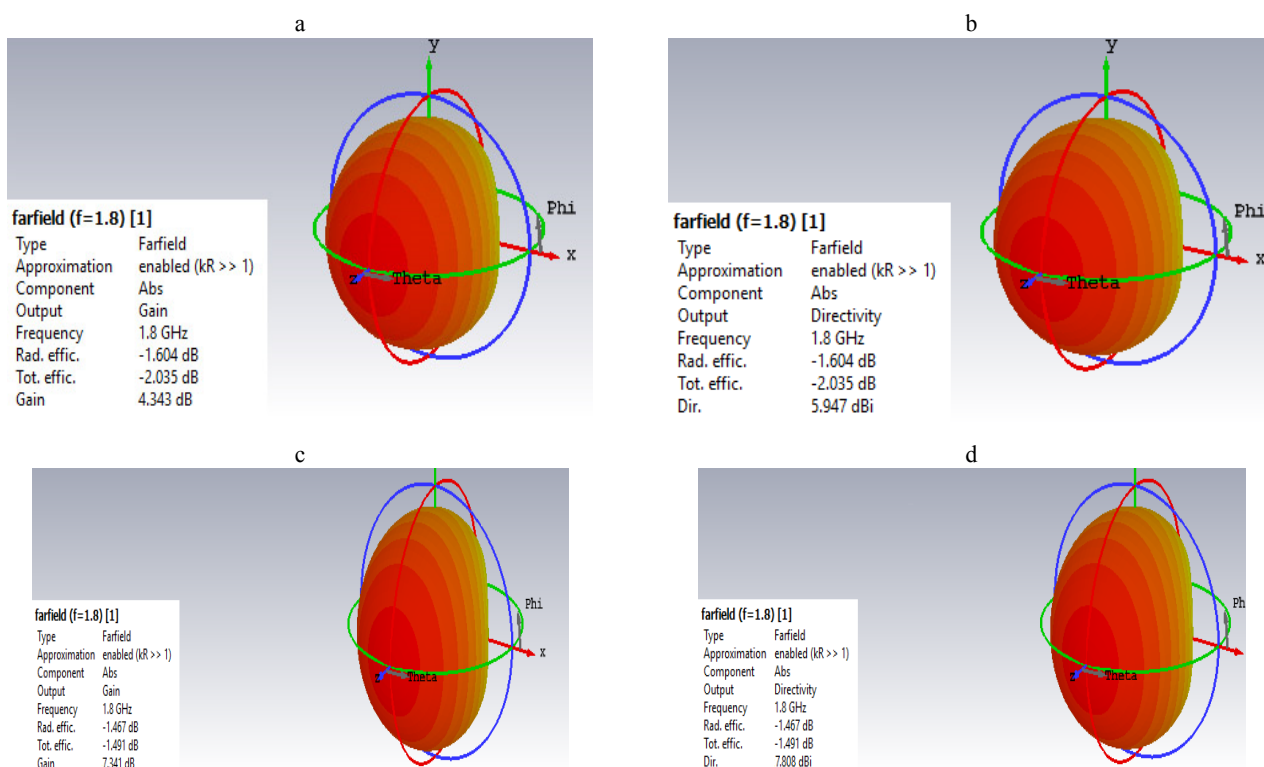 a
y
Phi
x
z
Theta
farfield (f=1.8) [1]
Type Farfield
Approximation enabled (kR >> 1)
Component Abs
Output Gain
Frequency 1.8 GHz
Rad. effic. -1.604 dB
Tot. effic. -2.035 dB
Gain 4.343 dB
b
y
Phi
x
z
Theta
farfield (f=1.8) [1]
Type Farfield
Approximation enabled (kR >> 1)
Component Abs
Output Directivity
Frequency 1.8 GHz
Rad. effic. -1.604 dB
Tot. effic. -2.035 dB
Dir. 5.947 dBi
c
Phi
x
z
Theta
farfield (f=1.8) [1]
Type Farfield
Approximation enabled (kR >> 1)
Component Abs
Output Gain
Frequency 1.8 GHz
Rad. effic. -1.467 dB
Tot. effic. -1.491 dB
Gain 7.341 dB
d
Ph
z
Theta
farfield (f=1.8) [1]
Type Farfield
Approximation enabled (kR >> 1)
Component Abs
Output Directivity
Frequency 1.8 GHz
Rad. effic. -1.467 dB
Tot. effic. -1.491 dB
Dir. 7.808 dBi